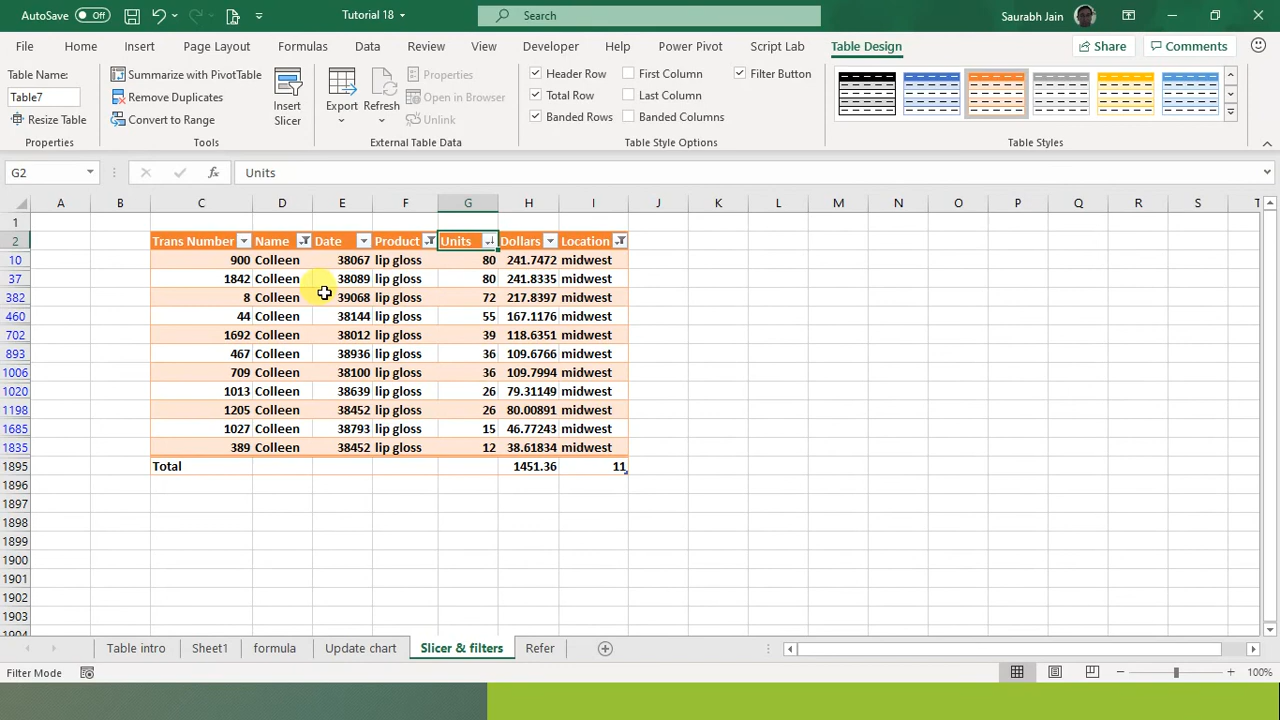 AutoSave Off Tutorial 18 Search Saurabh Jain
File Home Insert Page Layout Formulas Data Review View Developer Help Power Pivot Script Lab Table Design Share Comments
Table Name: Summarize with PivotTable Properties Header Row First Column Filter Button
Table7 Remove Duplicates Insert Slicer Export Refresh Open in Browser Total Row Last Column
Resize Table Convert to Range Unlink Banded Rows Banded Columns
Properties Tools External Table Data Table Style Options Table Styles
G2 fx Units
A B C D E F G H I J K L M N O P Q R S T
1
2 Trans Number Name Date Product Units Dollars Location
10 900 Colleen 38067 lip gloss 80 241.7472 midwest
37 1842 Colleen 38089 lip gloss 80 241.8335 midwest
382 8 Colleen 39068 lip gloss 72 217.8397 midwest
460 44 Colleen 38144 lip gloss 55 167.1176 midwest
702 1692 Colleen 38012 lip gloss 39 118.6351 midwest
893 467 Colleen 38936 lip gloss 36 109.6766 midwest
1006 709 Colleen 38100 lip gloss 36 109.7994 midwest
1020 1013 Colleen 38639 lip gloss 26 79.31149 midwest
1198 1205 Colleen 38452 lip gloss 26 80.00891 midwest
1685 1027 Colleen 38793 lip gloss 15 46.77243 midwest
1835 389 Colleen 38452 lip gloss 12 38.61834 midwest
1895 Total 1451.36 11
1896
1897
1898
1899
1900
1901
1902
1903
1904
Table intro Sheet1 formula Update chart Slicer & filters Refer
Filter Mode 100%